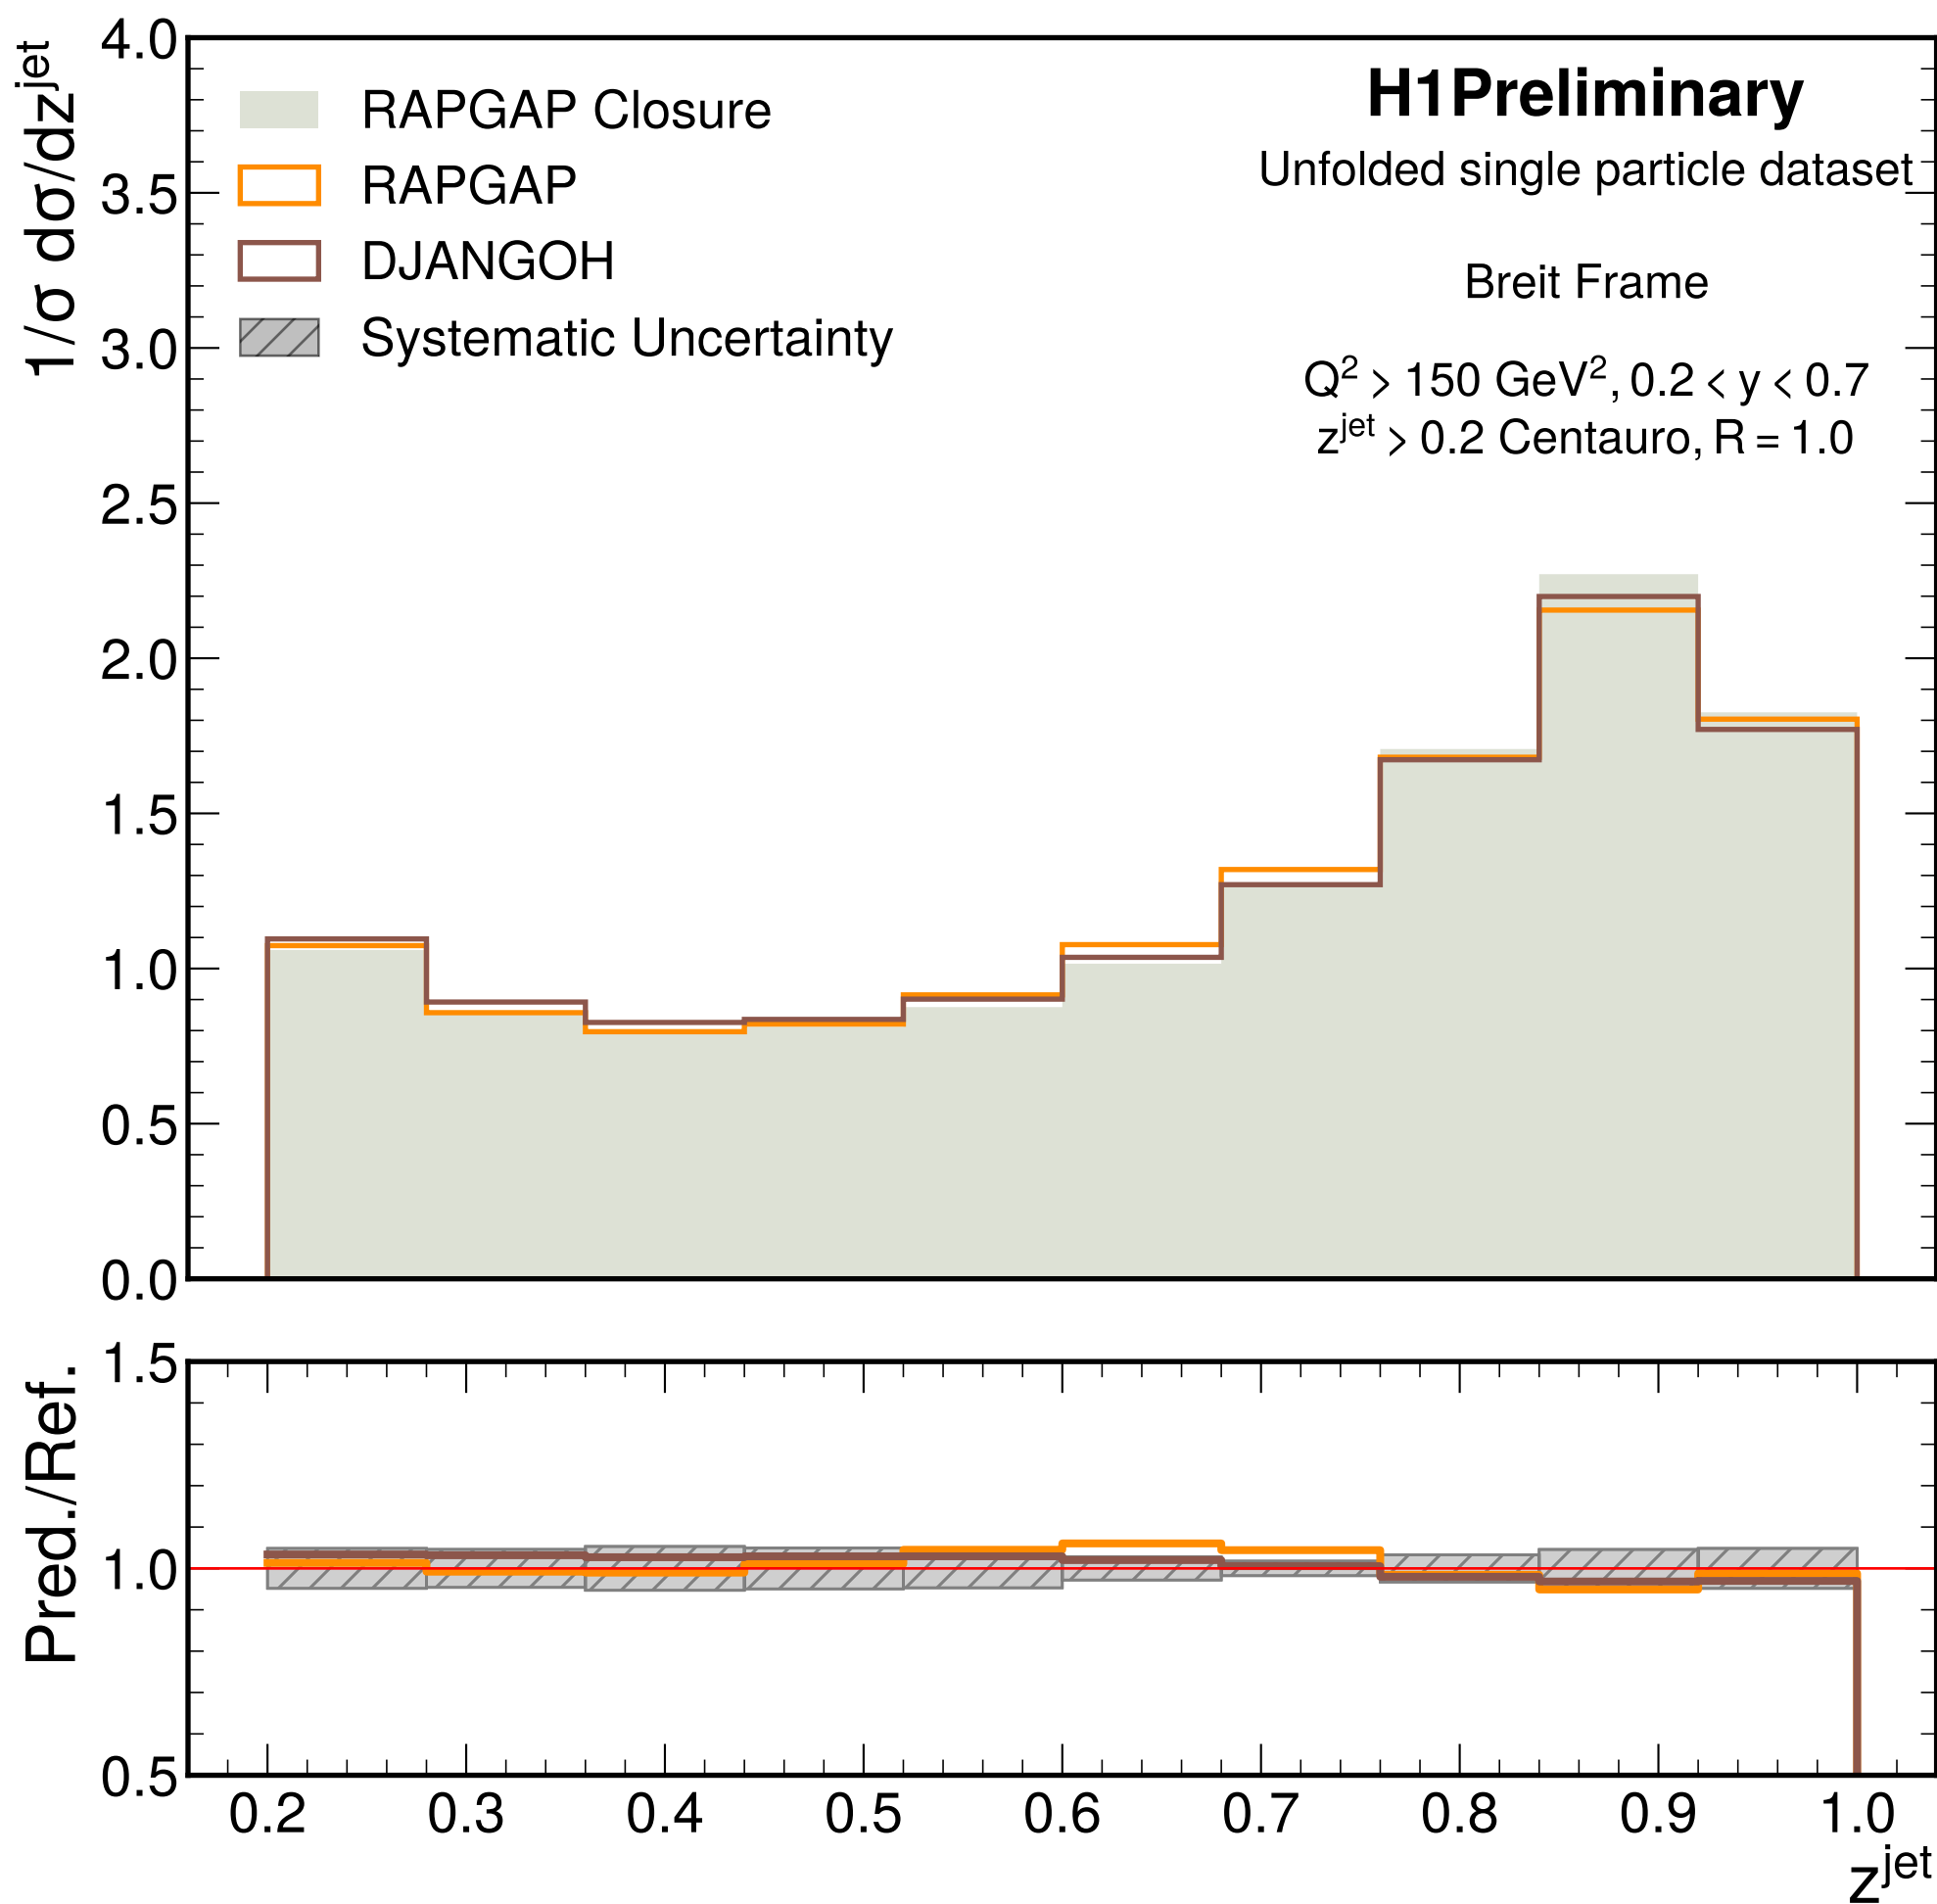 1/σ dσ/dz^jet
4.0
3.5
3.0
2.5
2.0
1.5
1.0
0.5
0.0
RAPGAP Closure
RAPGAP
DJANGOH
Systematic Uncertainty
H1Preliminary
Unfolded single particle dataset
Breit Frame
Q² > 150 GeV², 0.2 < y < 0.7
z^jet > 0.2 Centauro, R = 1.0
Pred./Ref.
1.5
1.0
0.5
0.2 0.3 0.4 0.5 0.6 0.7 0.8 0.9 1.0
z^jet